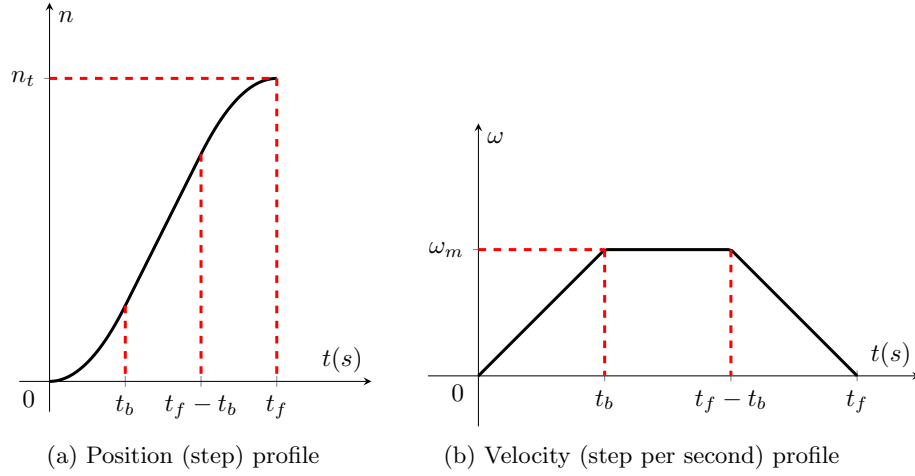 n
n_t
t(s)
0
t_b
t_f − t_b
t_f
(a) Position (step) profile
ω
ω_m
t(s)
0
t_b
t_f − t_b
t_f
(b) Velocity (step per second) profile